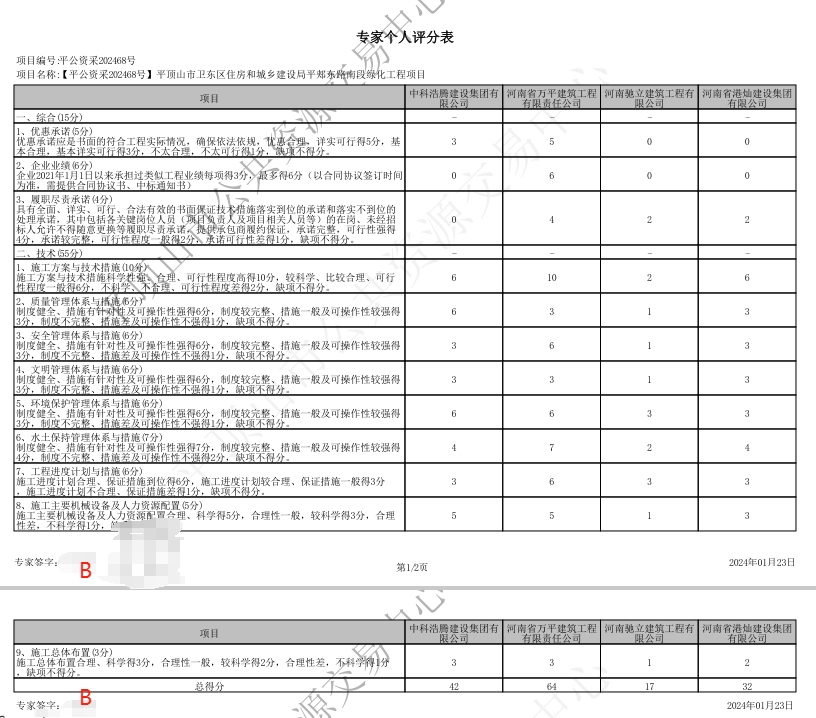 专家个人评分表
项目编号:平公资采202468号
项目名称:【平公资采202468号】平顶山市卫东区住房和城乡建设局平郏东路南段绿化工程项目
项目 中科浩腾建设集团有限公司 河南省万平建筑工程有限责任公司 河南驰立建筑工程有限公司 河南省港灿建设集团有限公司
一、综合(15分) – – – –
1、优惠承诺(5分)
优惠承诺应是书面的符合工程实际情况，确保依法依规，优惠合理，详实可行得5分，基
本合理，基本详实可行得3分，不太合理，不太可行得1分，缺项不得分。 3 5 0 0
2、企业业绩(6分)
企业2021年1月1日以来承担过类似工程业绩每项得3分，最多得6分（以合同协议签订时间
为准，需提供合同协议书、中标通知书） 0 6 0 0
3、履职尽责承诺(4分)
具有全面、详实、可行、合法有效的书面保证技术措施落实到位的承诺和落实不到位的
处理承诺，其中包括各关键岗位人员（项目负责人及项目相关人员等）的在岗、未经招
标人允许不得随意更换等履职尽责承诺，提供承包商履约保证，承诺完整，可行性强得
4分，承诺较完整，可行性程度一般得2分，承诺可行性差得1分，缺项不得分。 0 4 2 2
二、技术(55分) – – – –
1、施工方案与技术措施(10分)
施工方案与技术措施科学性强、合理、可行性程度高得10分，较科学、比较合理、可行
性程度一般得6分，不科学、不合理、可行性程度差得2分，缺项不得分。 6 10 2 6
2、质量管理体系与措施(6分)
制度健全、措施有针对性及可操作性强得6分，制度较完整、措施一般及可操作性较强得
3分，制度不完整、措施差及可操作性不强得1分，缺项不得分。 6 3 1 3
3、安全管理体系与措施(6分)
制度健全、措施有针对性及可操作性强得6分，制度较完整、措施一般及可操作性较强得
3分，制度不完整、措施差及可操作性不强得1分，缺项不得分。 3 6 1 3
4、文明管理体系与措施(6分)
制度健全、措施有针对性及可操作性强得6分，制度较完整、措施一般及可操作性较强得
3分，制度不完整、措施差及可操作性不强得1分，缺项不得分。 3 3 1 3
5、环境保护管理体系与措施(6分)
制度健全、措施有针对性及可操作性强得6分，制度较完整、措施一般及可操作性较强得
3分，制度不完整、措施差及可操作性不强得1分，缺项不得分。 6 6 3 3
6、水土保持管理体系与措施(7分)
制度健全、措施有针对性及可操作性强得7分，制度较完整、措施一般及可操作性较强得
4分，制度不完整、措施差及可操作性不强得2分，缺项不得分。 4 7 2 4
7、工程进度计划与措施(6分)
施工进度计划合理、保证措施到位得6分，施工进度计划较合理、保证措施一般得3分
，施工进度计划不合理、保证措施差得1分，缺项不得分。 3 6 3 3
8、施工主要机械设备及人力资源配置(5分)
施工主要机械设备及人力资源配置合理、科学得5分，合理性一般，较科学得3分，合理
性差，不科学得1分， 5 5 1 3
专家签字: B 第1/2页 2024年01月23日
项目 中科浩腾建设集团有限公司 河南省万平建筑工程有限责任公司 河南驰立建筑工程有限公司 河南省港灿建设集团有限公司
9、施工总体布置(3分)
施工总体布置合理、科学得3分，合理性一般，较科学得2分，合理性差，不科学得1分
，缺项不得分。 3 3 1 2
总得分 42 64 17 32
专家签字: B 2024年01月23日